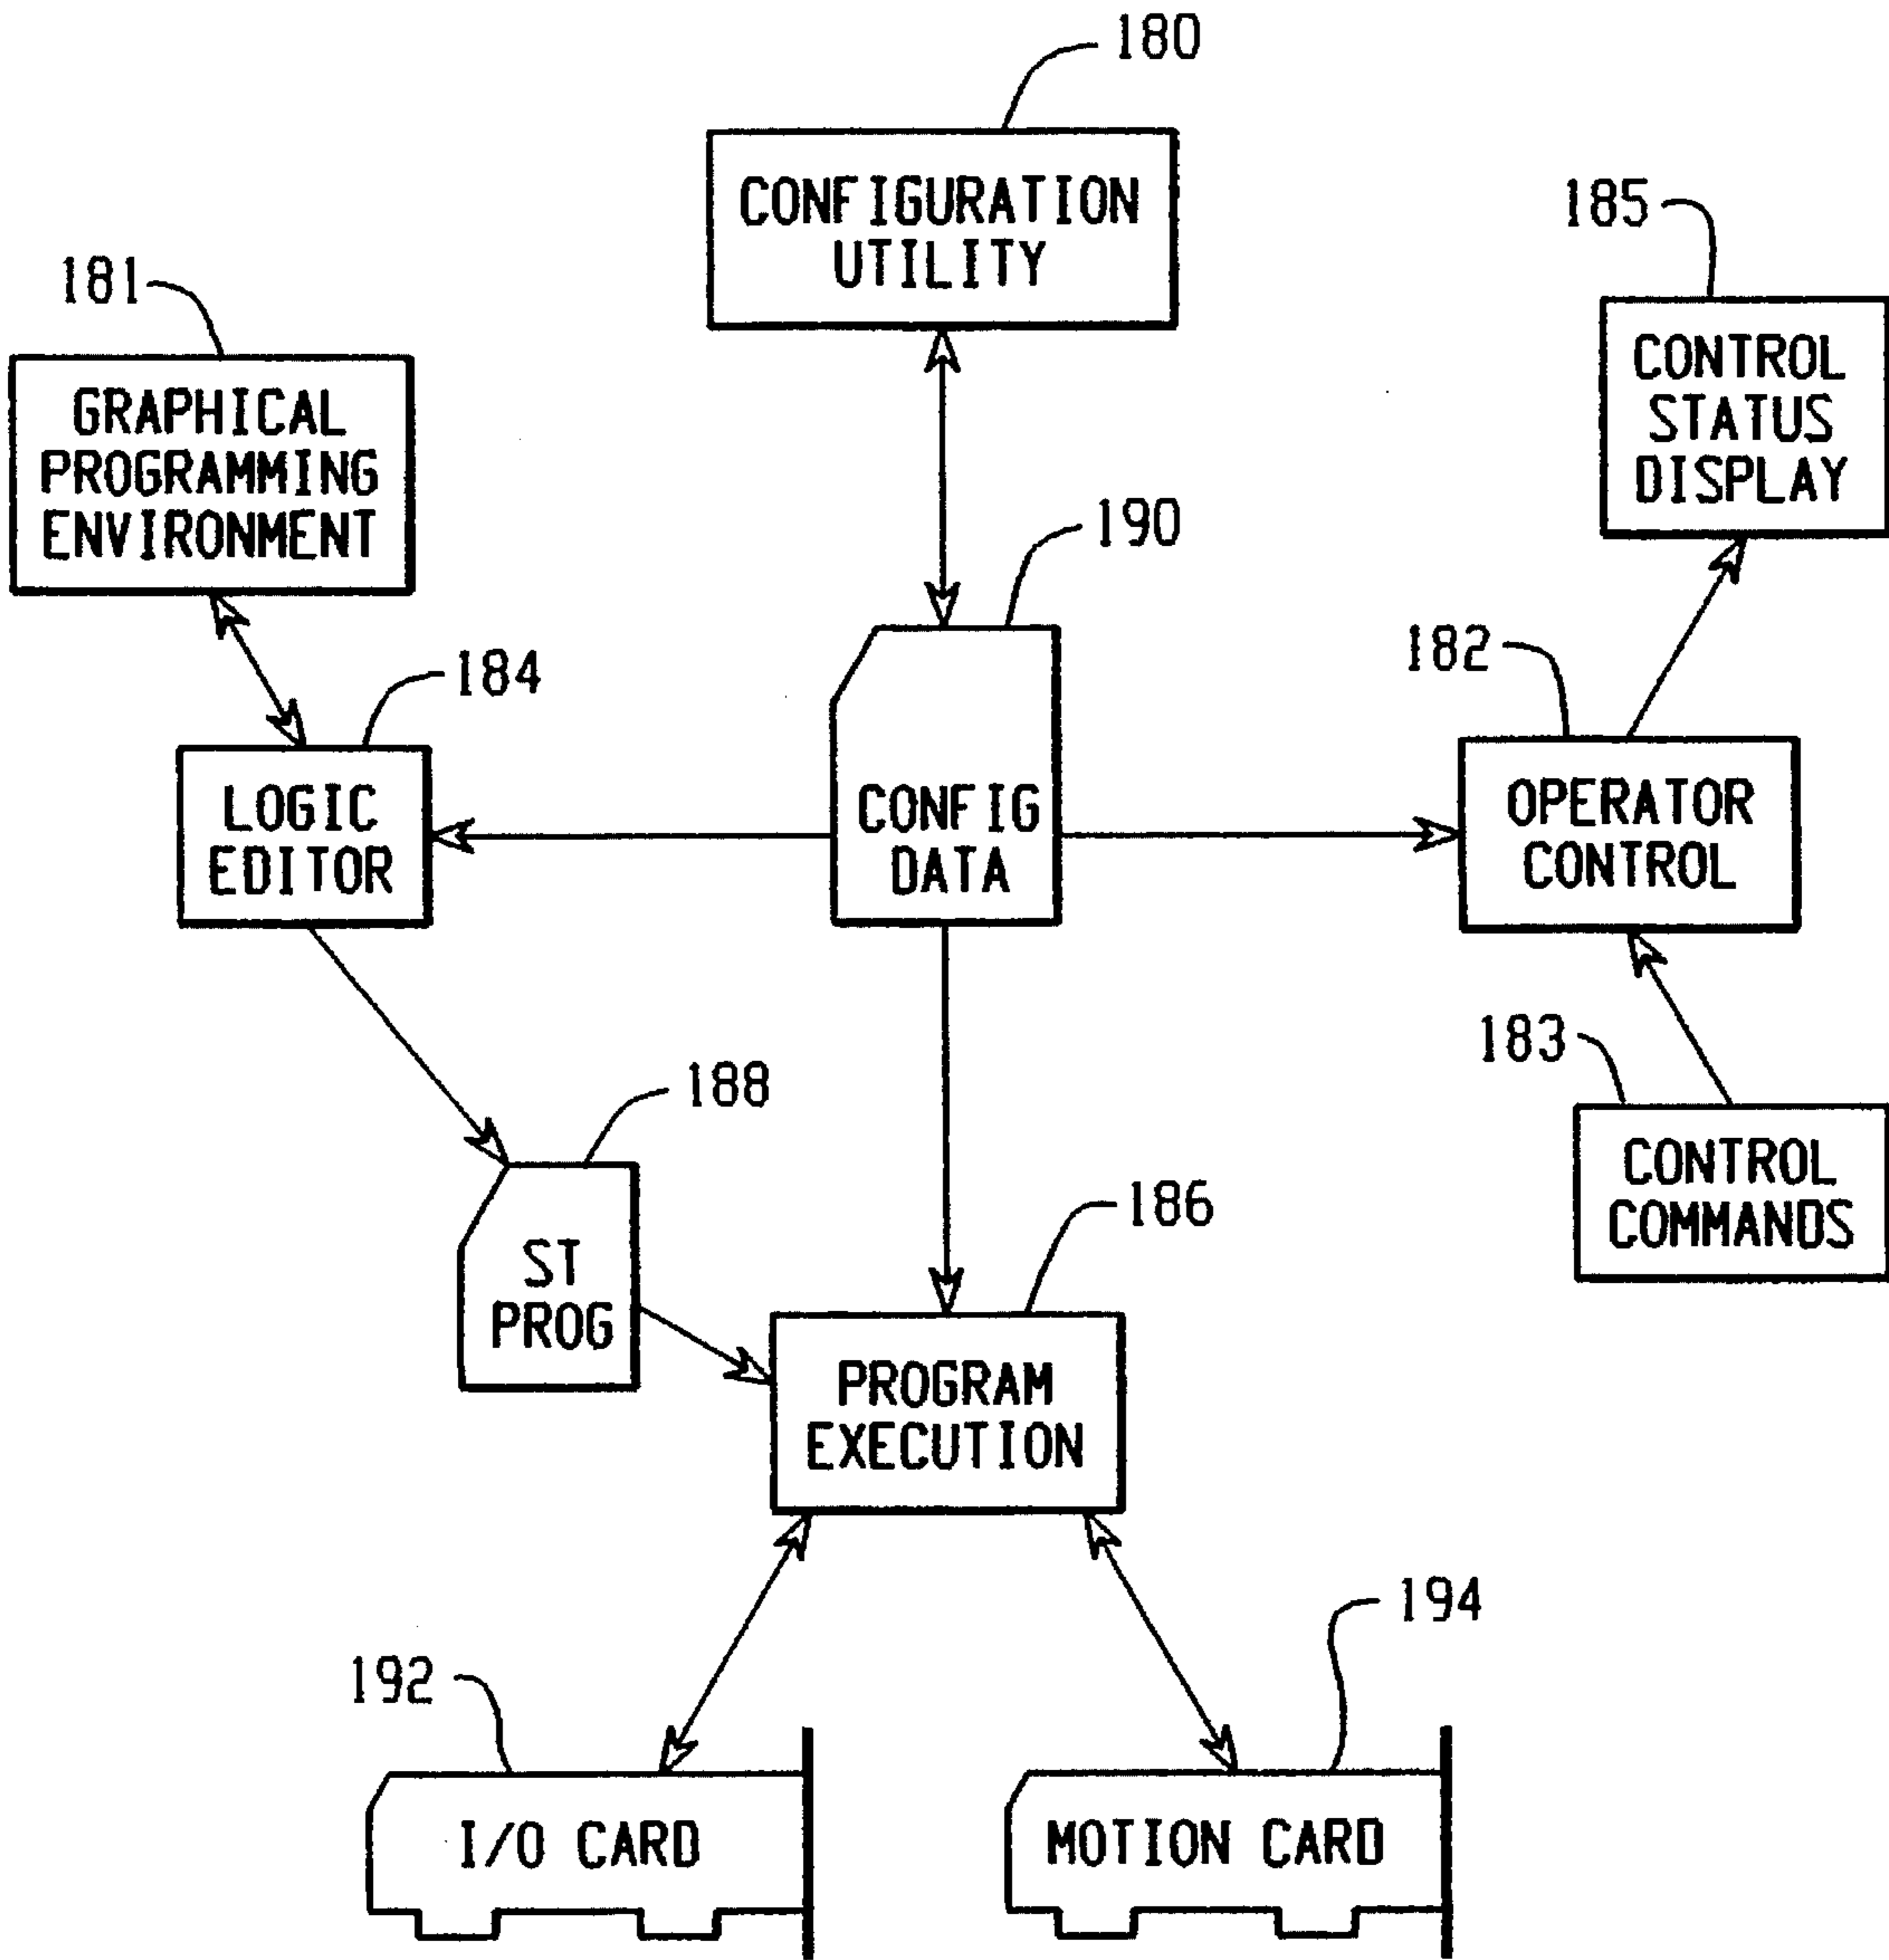 180
CONFIGURATION
UTILITY
185
CONTROL
STATUS
DISPLAY
181
GRAPHICAL
PROGRAMMING
ENVIRONMENT
190
CONFIG
DATA
184
LOGIC
EDITOR
182
OPERATOR
CONTROL
183
CONTROL
COMMANDS
188
ST
PROG
186
PROGRAM
EXECUTION
192
I/O CARD
194
MOTION CARD